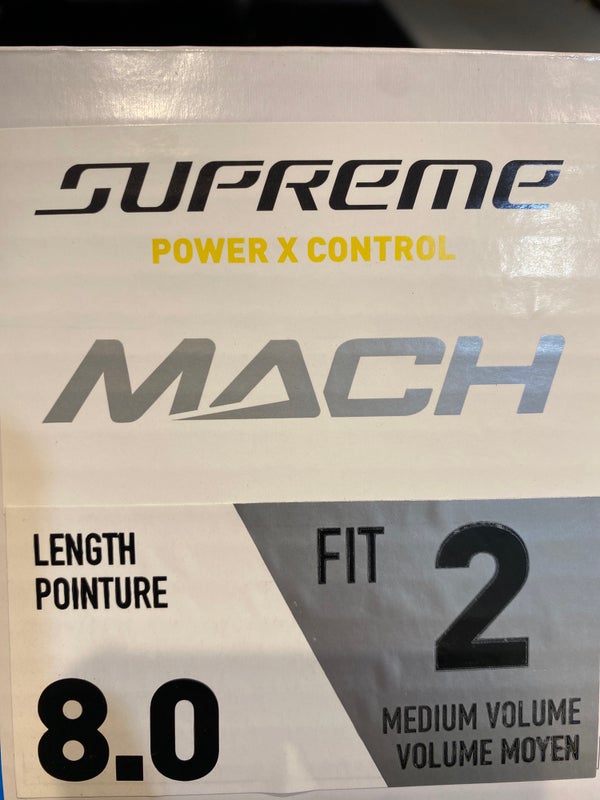 SUPREME
POWER X CONTROL
MACH
LENGTH
POINTURE
8.0
FIT 2
MEDIUM VOLUME
VOLUME MOYEN